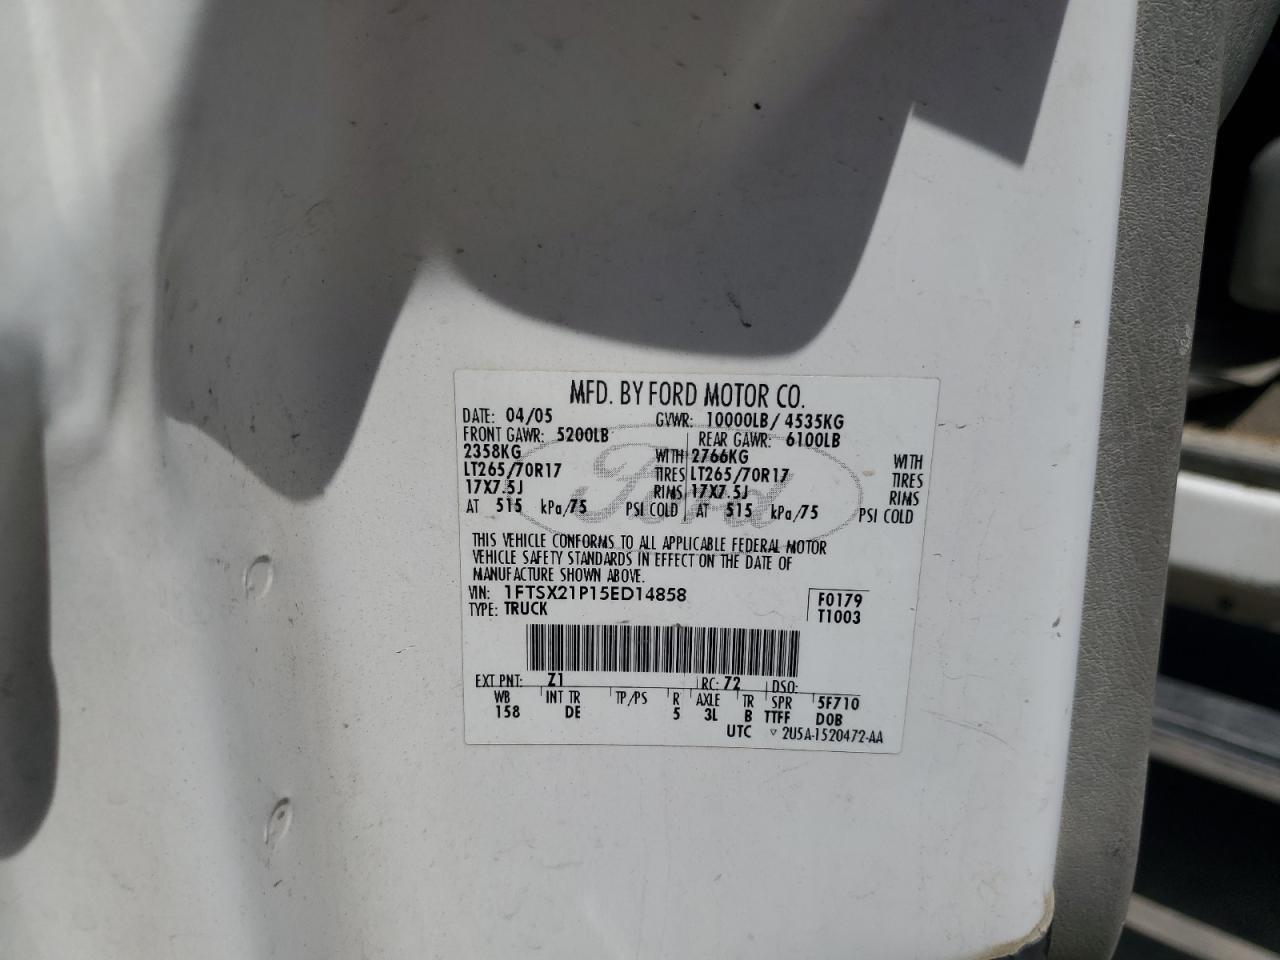 MFD. BY FORD MOTOR CO.
DATE: 04/05 GVWR: 10000LB/ 4535KG
FRONT GAWR: 5200LB REAR GAWR: 6100LB
2358KG WITH 2766KG WITH
LT265/70R17 TIRES LT265/70R17 TIRES
17X7.5J RIMS 17X7.5J RIMS
AT 515 kPa/75 PSI COLD AT 515 kPa/75 PSI COLD
Ford
THIS VEHICLE CONFORMS TO ALL APPLICABLE FEDERAL MOTOR
VEHICLE SAFETY STANDARDS IN EFFECT ON THE DATE OF
MANUFACTURE SHOWN ABOVE.
VIN: 1FTSX21P15ED14858 F0179
TYPE: TRUCK T1003
EXT PNT: Z1 RC: 72 DSO:
WB INT TR TP/PS R AXLE TR SPR 5F710
158 DE 5 3L B TTFF DOB
UTC ▽ 2U5A-1520472-AA